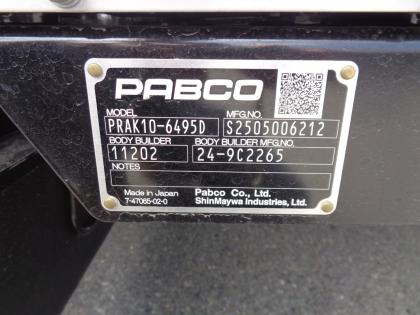 PABCO
MODEL MFG.NO.
PRAK10-6495D S2505006212
BODY BUILDER BODY BUILDER MFG.NO.
11202 24-9C2265
NOTES
Made in Japan Pabco Co., Ltd.
7-47065-02-0 ShinMaywa Industries, Ltd.